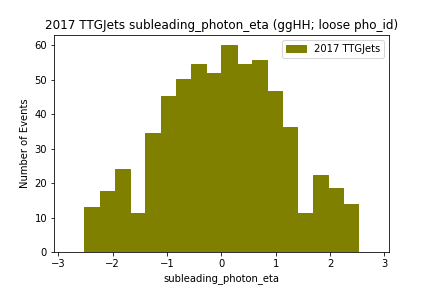 2017 TTGJets subleading_photon_eta (ggHH; loose pho_id)
2017 TTGJets
60
50
40
30
20
10
0
Number of Events
−3 −2 −1 0 1 2 3
subleading_photon_eta